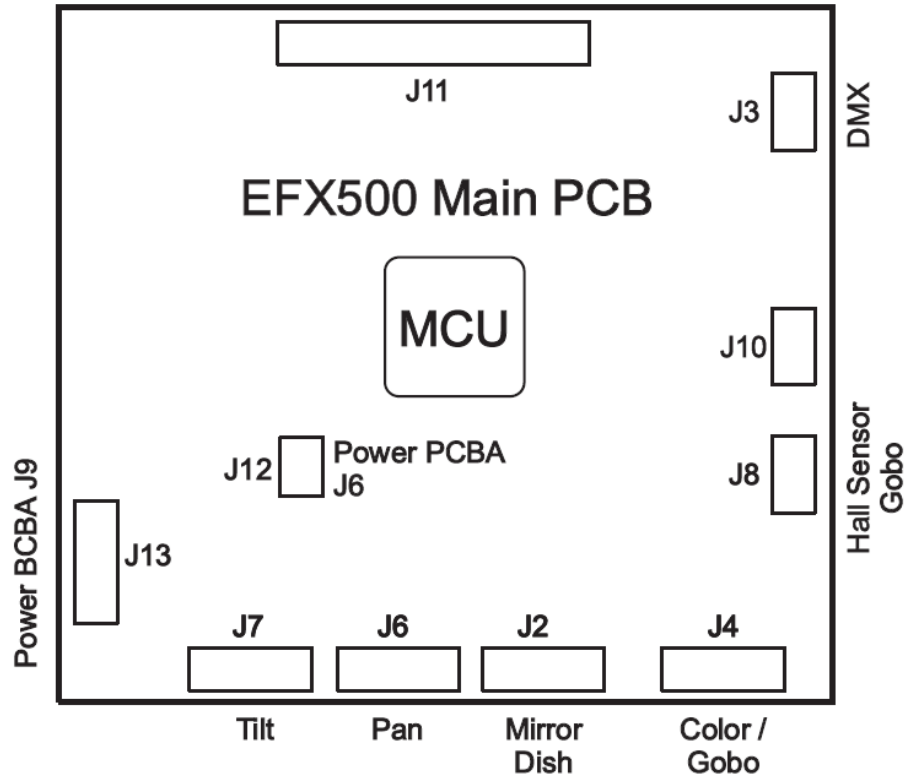 J11
J3
DMX
EFX500 Main PCB
MCU
J10
J12
Power PCBA
J6
J8
Hall Sensor
Gobo
Power BCBA J9
J13
J7
J6
J2
J4
Tilt
Pan
Mirror
Dish
Color /
Gobo